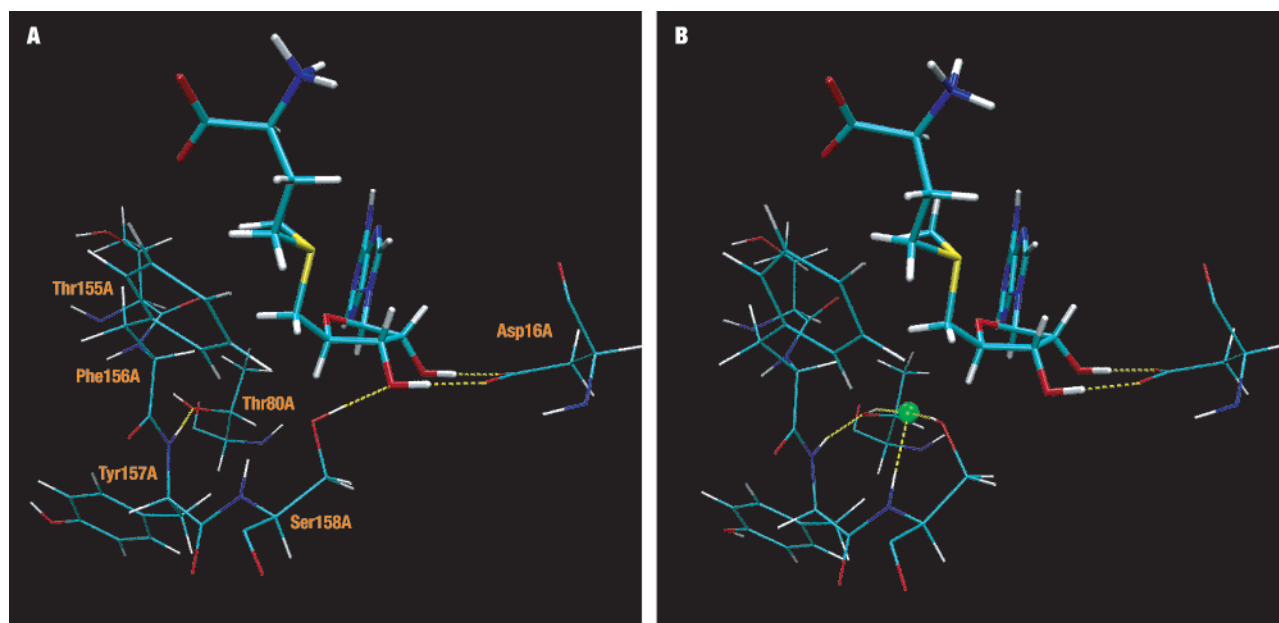 A
B
Thr155A
Asp16A
Phe156A
Thr80A
Tyr157A
Ser158A